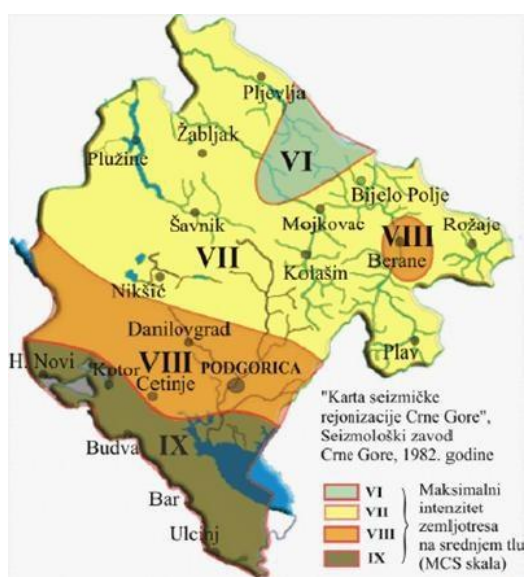 Pljevlja
Žabljak
Plužine
VI
Bijelo Polje
Šavnik
Mojkovac
Rožaje
VIII
VII
Kolašin
Berane
Nikšić
Danilovgrad
Plav
H. Novi
Kotor
VIII
PODGORICA
Cetinje
IX
Budva
Bar
Ulcinj
"Karta seizmičke
rejonizacije Crne Gore",
Seizmološki zavod
Crne Gore, 1982. godine
VI
VII
VIII
IX
Maksimalni
intenzitet
zemljotresa
na srednjem tlu
(MCS skala)